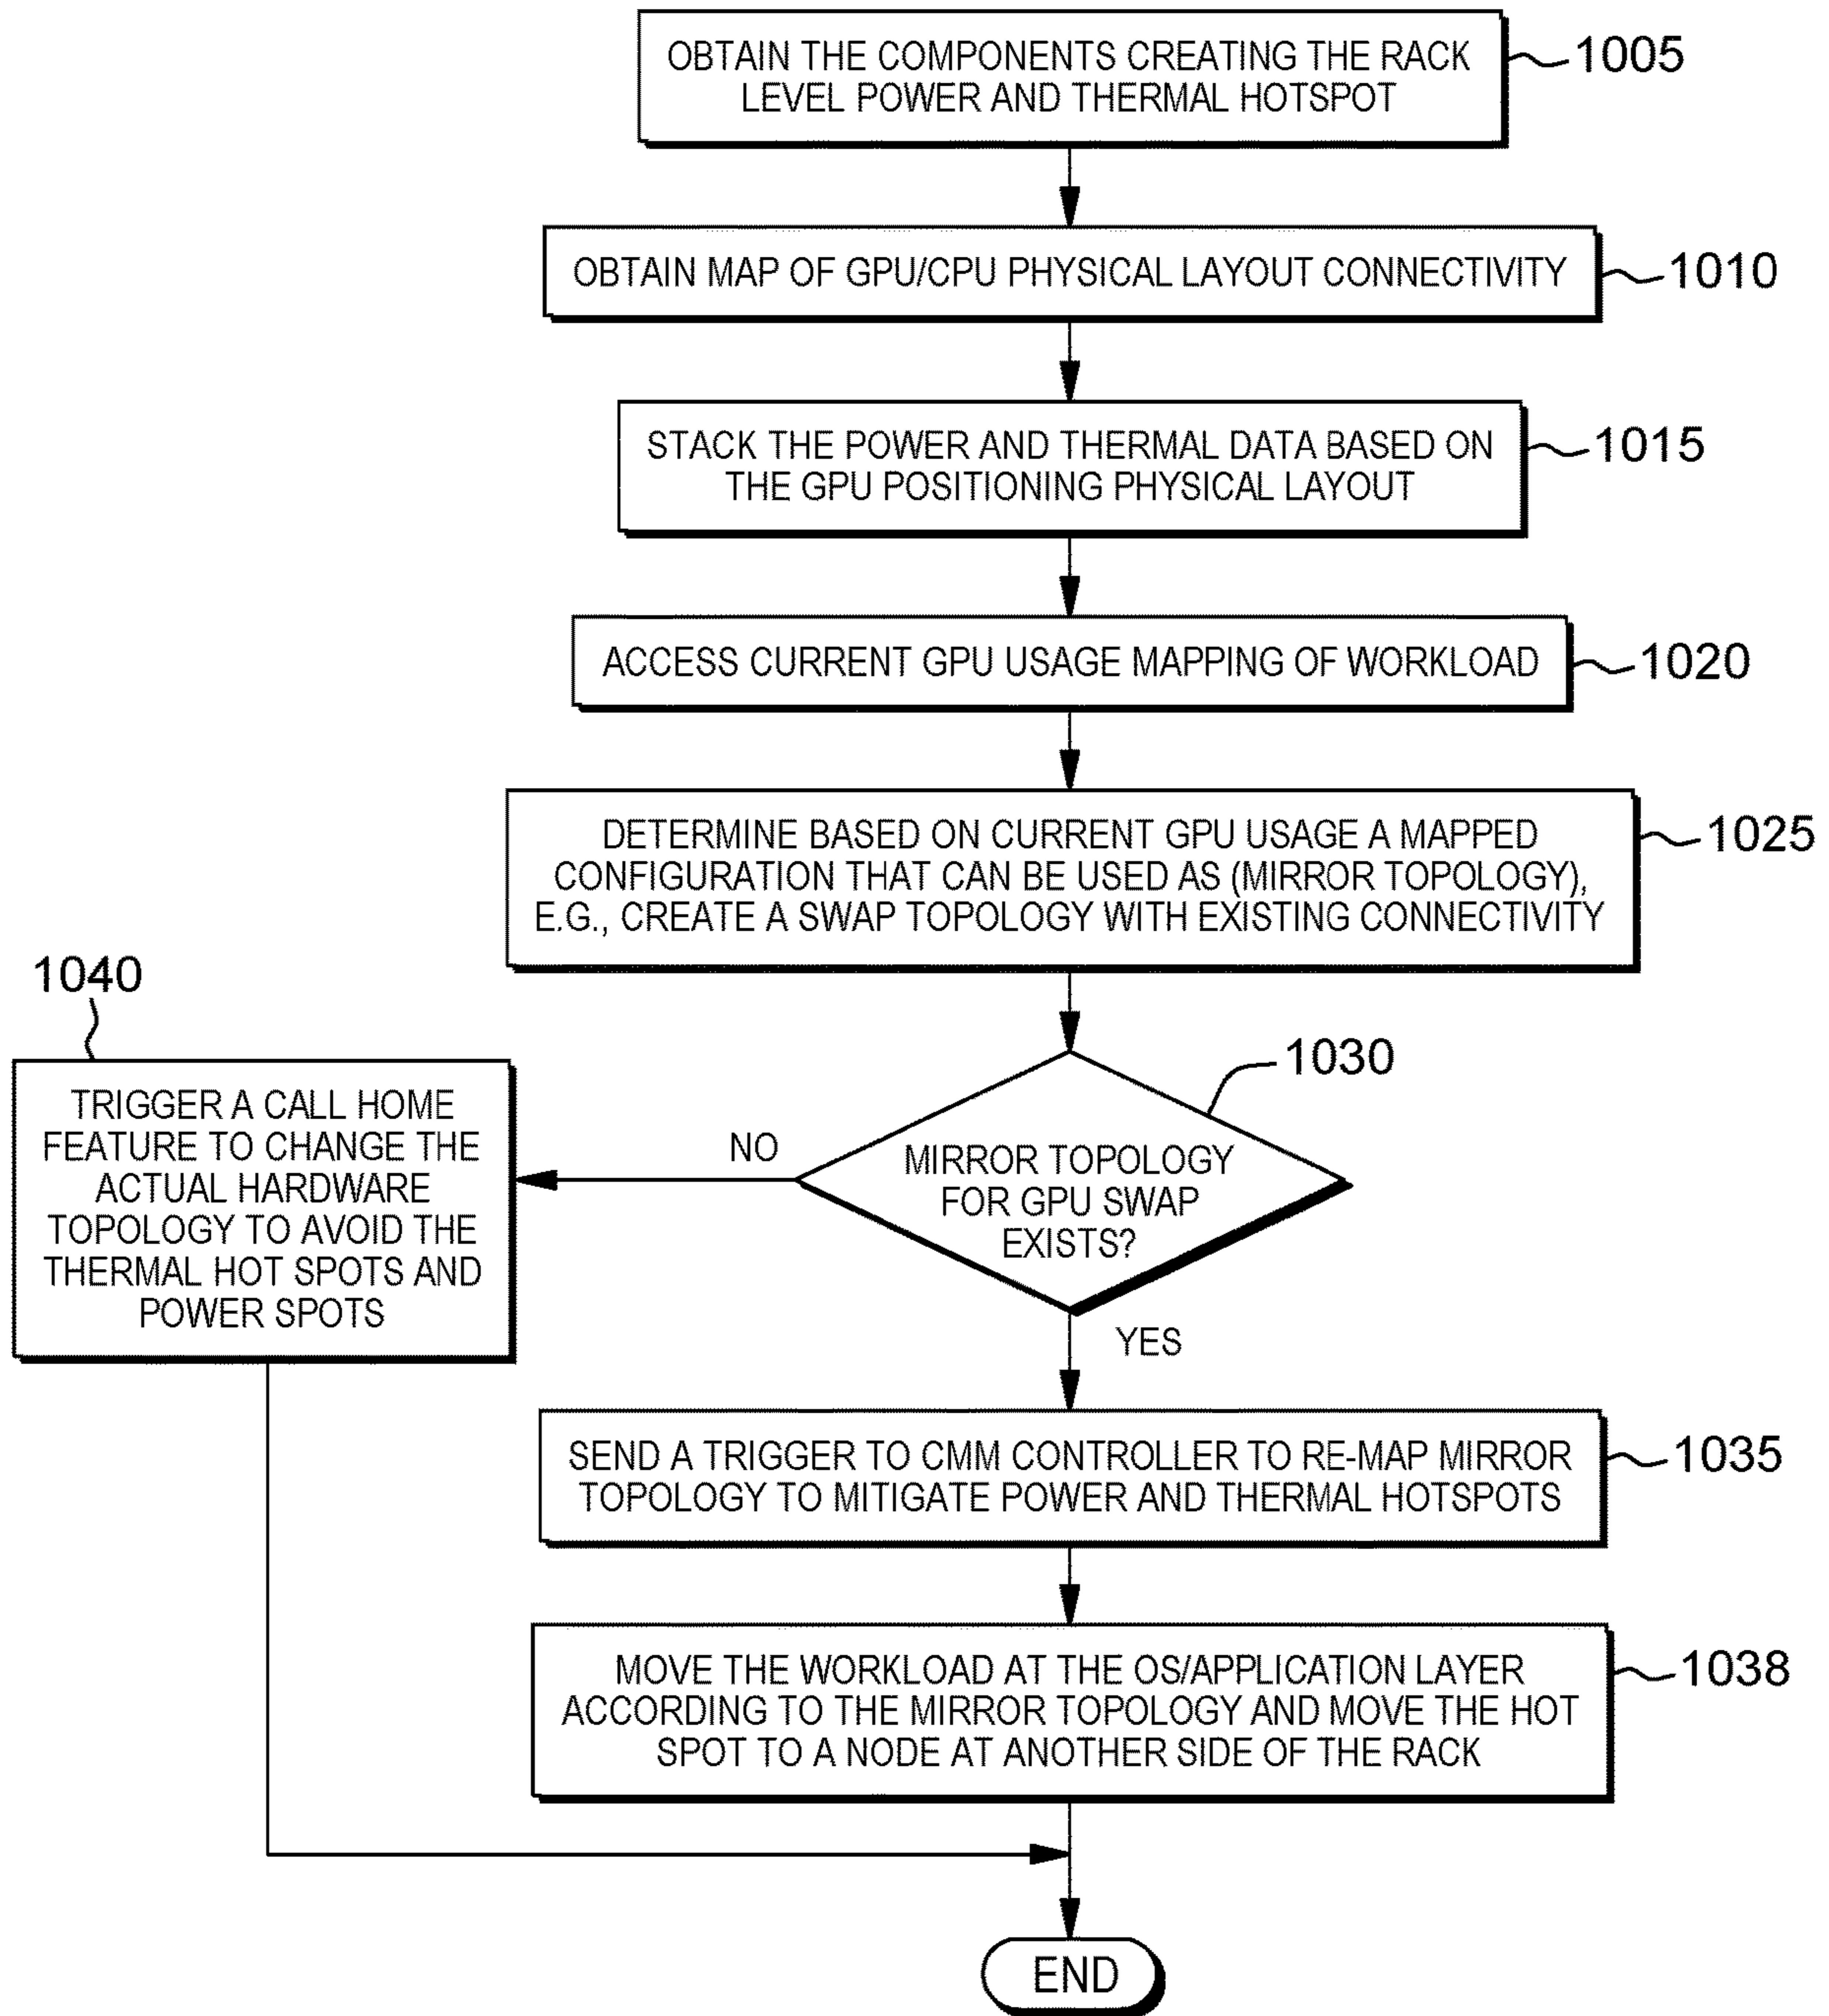 OBTAIN THE COMPONENTS CREATING THE RACK
LEVEL POWER AND THERMAL HOTSPOT
1005
OBTAIN MAP OF GPU/CPU PHYSICAL LAYOUT CONNECTIVITY
1010
STACK THE POWER AND THERMAL DATA BASED ON
THE GPU POSITIONING PHYSICAL LAYOUT
1015
ACCESS CURRENT GPU USAGE MAPPING OF WORKLOAD
1020
DETERMINE BASED ON CURRENT GPU USAGE A MAPPED
CONFIGURATION THAT CAN BE USED AS (MIRROR TOPOLOGY),
E.G., CREATE A SWAP TOPOLOGY WITH EXISTING CONNECTIVITY
1025
1040
TRIGGER A CALL HOME
FEATURE TO CHANGE THE
ACTUAL HARDWARE
TOPOLOGY TO AVOID THE
THERMAL HOT SPOTS AND
POWER SPOTS
NO
1030
MIRROR TOPOLOGY
FOR GPU SWAP
EXISTS?
YES
SEND A TRIGGER TO CMM CONTROLLER TO RE-MAP MIRROR
TOPOLOGY TO MITIGATE POWER AND THERMAL HOTSPOTS
1035
MOVE THE WORKLOAD AT THE OS/APPLICATION LAYER
ACCORDING TO THE MIRROR TOPOLOGY AND MOVE THE HOT
SPOT TO A NODE AT ANOTHER SIDE OF THE RACK
1038
END